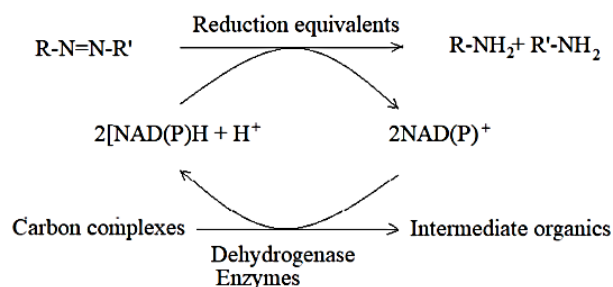 Reduction equivalents
R-N=N-R'
R-NH₂+ R'-NH₂
2[NAD(P)H + H⁺
2NAD(P)⁺
Carbon complexes
Intermediate organics
Dehydrogenase
Enzymes